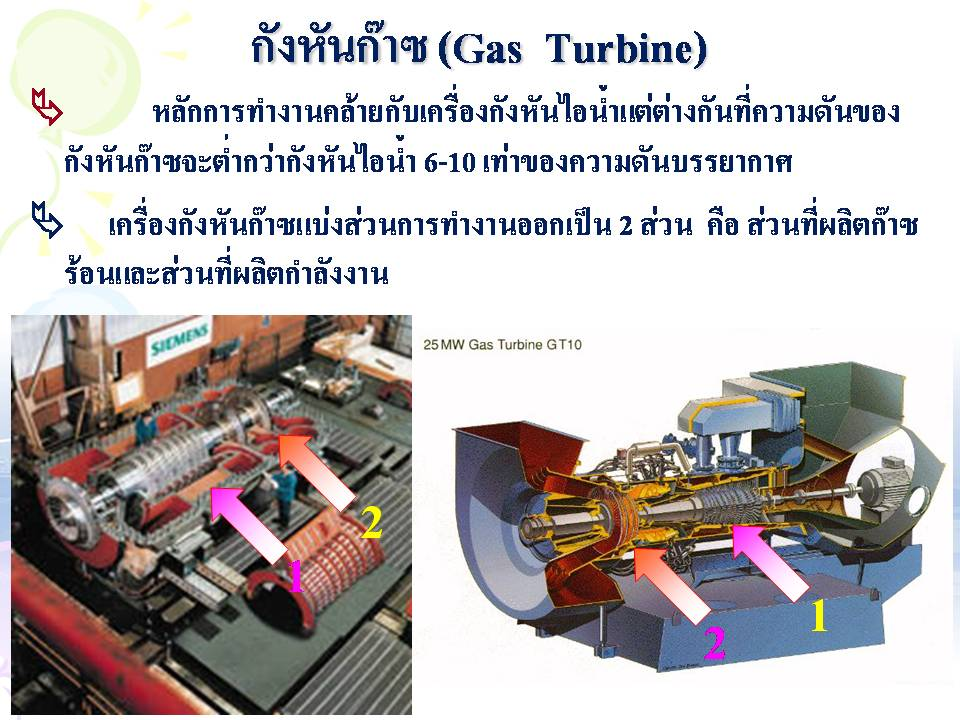 กังหันก๊าซ (Gas Turbine)
หลักการทำงานคล้ายกับเครื่องกังหันไอน้ำแต่ต่างกันที่ความดันของ
กังหันก๊าซจะต่ำกว่ากังหันไอน้ำ 6-10 เท่าของความดันบรรยากาศ
เครื่องกังหันก๊าซแบ่งส่วนการทำงานออกเป็น 2 ส่วน คือ ส่วนที่ผลิตก๊าซ
ร้อนและส่วนที่ผลิตกำลังงาน
SIEMENS
2
1
25 MW Gas Turbine GT10
1
2